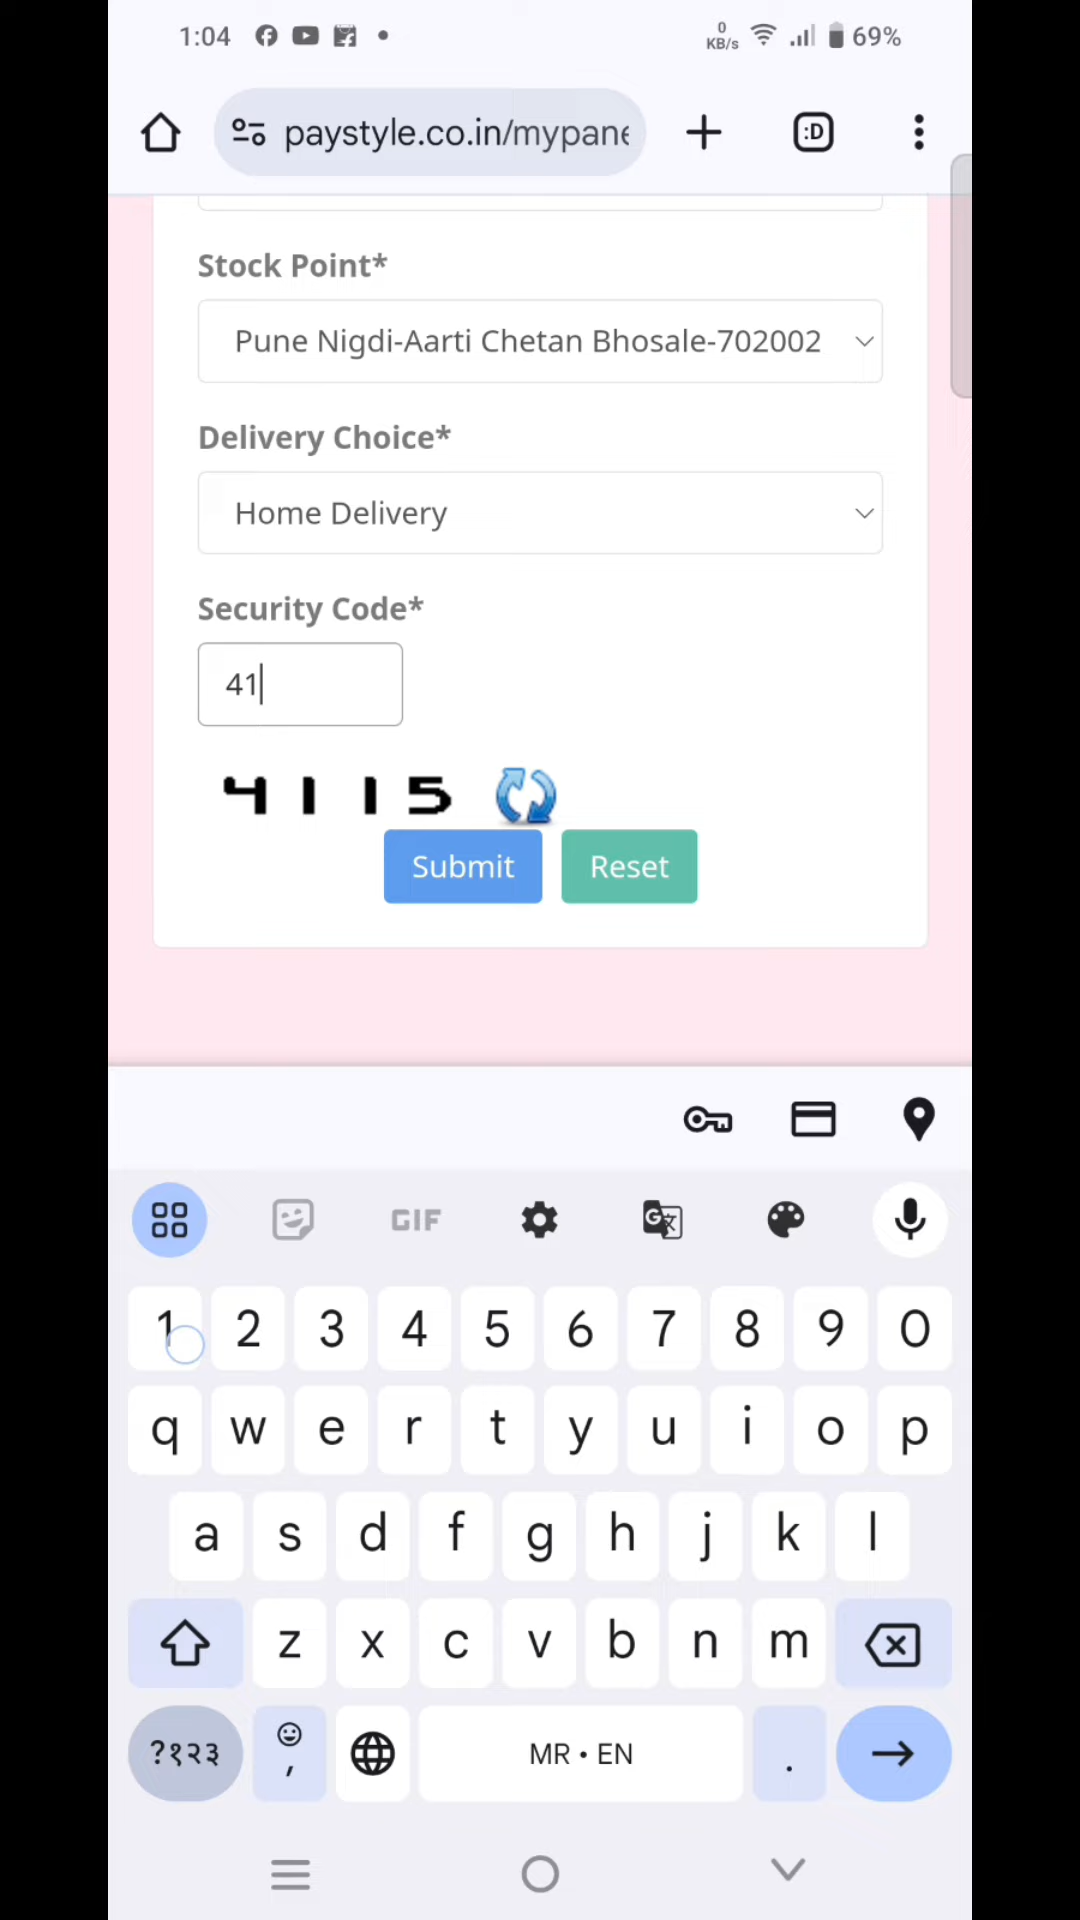 1:04 0 KB/s 69%
paystyle.co.in/mypane
:D
Stock Point*
Pune Nigdi-Aarti Chetan Bhosale-702002
Delivery Choice*
Home Delivery
Security Code*
41
4115
Submit Reset
GIF G文
1 2 3 4 5 6 7 8 9 0
q w e r t y u i o p
a s d f g h j k l
z x c v b n m
?१२३ , MR • EN .